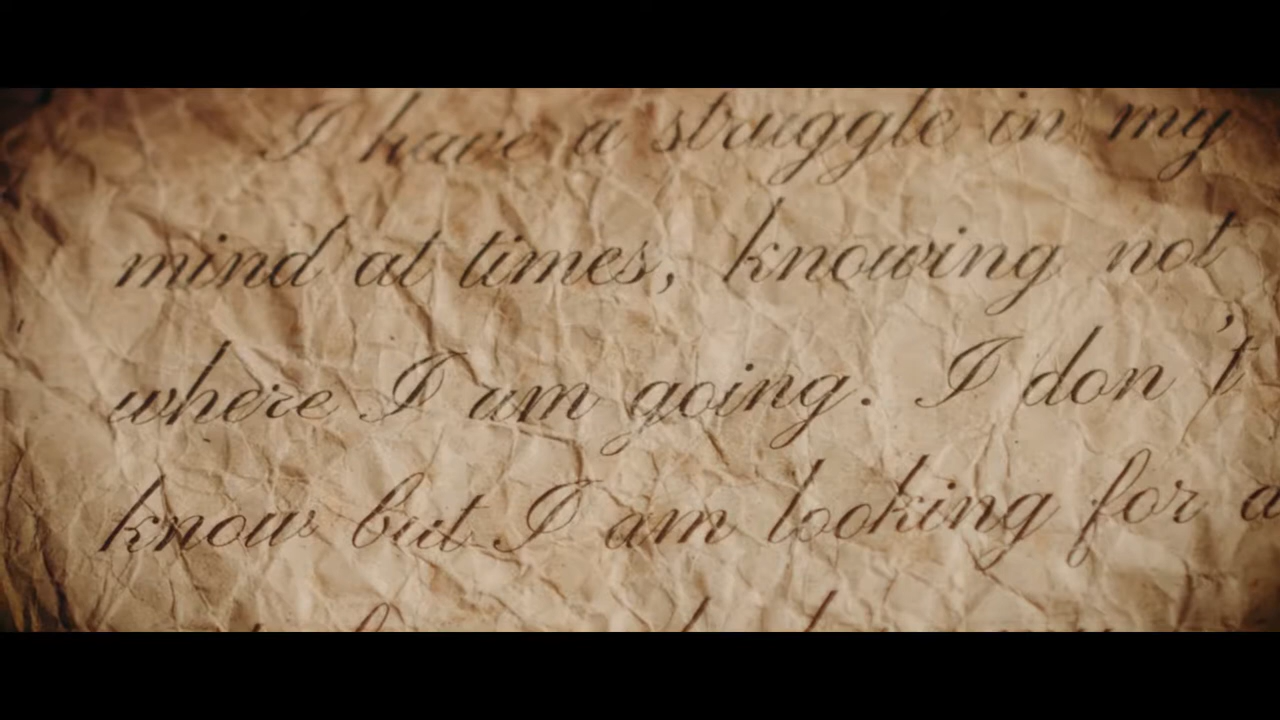 I have a struggle in my
mind at times, knowing not
where I am going. I don't
know but I am looking for a